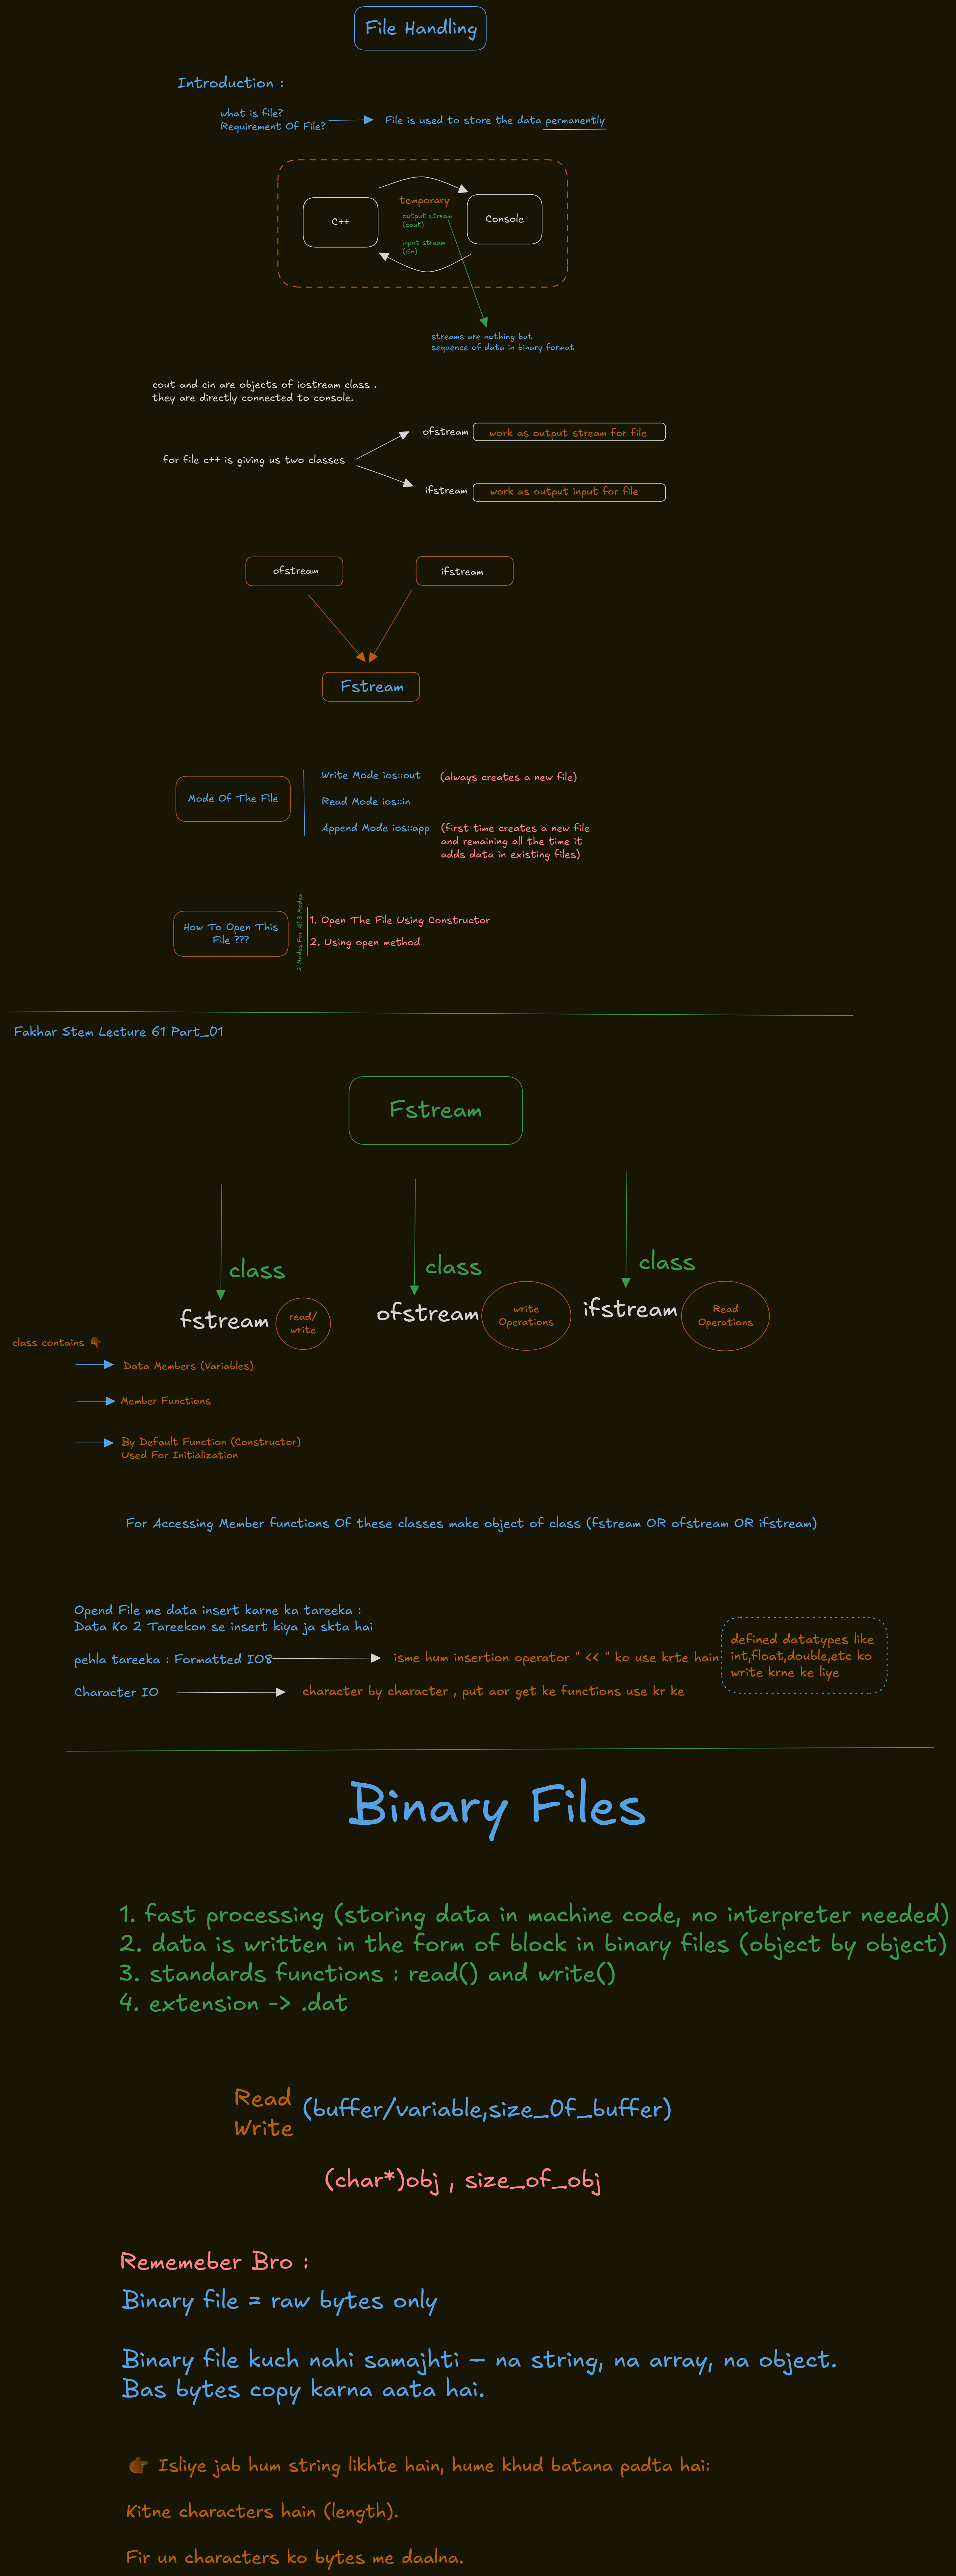 File Handling
Introduction :
what is file?
Requirement Of File?
File is used to store the data permanently
C++
temporary
output stream
(cout)
input stream
(cin)
Console
streams are nothing but
sequence of data in binary format
cout and cin are objects of iostream class .
they are directly connected to console.
for file c++ is giving us two classes
ofstream
work as output stream for file
ifstream
work as output input for file
ofstream
ifstream
Fstream
Mode Of The File
Write Mode ios::out
(always creates a new file)
Read Mode ios::in
Append Mode ios::app
(first time creates a new file
and remaining all the time it
adds data in existing files)
How To Open This
File ???
2 Modes For All 3 Modes
1. Open The File Using Constructor
2. Using open method
Fakhar Stem Lecture 61 Part_01
Fstream
class
class
class
fstream
read/
write
ofstream
write
Operations
ifstream
Read
Operations
class contains 👇
Data Members (Variables)
Member Functions
By Default Function (Constructor)
Used For Initialization
For Accessing Member functions Of these classes make object of class (fstream OR ofstream OR ifstream)
Opend File me data insert karne ka tareeka :
Data Ko 2 Tareekon se insert kiya ja skta hai
pehla tareeka : Formatted IO8
isme hum insertion operator " << " ko use krte hain
defined datatypes like
int,float,double,etc ko
write krne ke liye
Character IO
character by character , put aor get ke functions use kr ke
Binary Files
1. fast processing (storing data in machine code, no interpreter needed)
2. data is written in the form of block in binary files (object by object)
3. standards functions : read() and write()
4. extension -> .dat
Read
Write
(buffer/variable,size_Of_buffer)
(char*)obj , size_of_obj
Rememeber Bro :
Binary file = raw bytes only
Binary file kuch nahi samajhti — na string, na array, na object.
Bas bytes copy karna aata hai.
👉 Isliye jab hum string likhte hain, hume khud batana padta hai:
Kitne characters hain (length).
Fir un characters ko bytes me daalna.